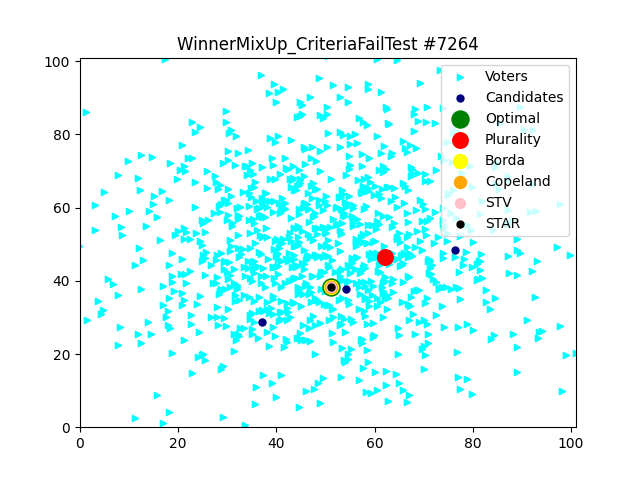 WinnerMixUp_CriteriaFailTest #7264
100
80
60
40
20
0
0
20
40
60
80
100
Voters
Candidates
Optimal
Plurality
Borda
Copeland
STV
STAR